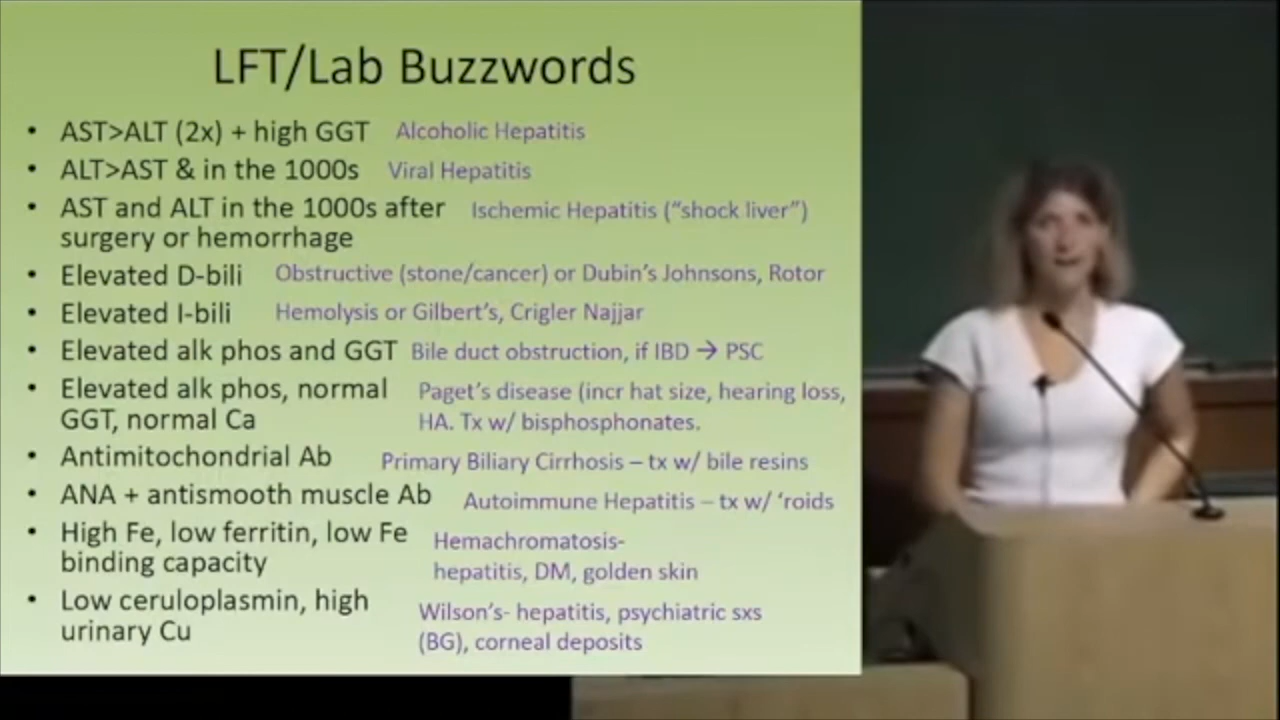 LFT/Lab Buzzwords
• AST>ALT (2x) + high GGT Alcoholic Hepatitis
• ALT>AST & in the 1000s Viral Hepatitis
• AST and ALT in the 1000s after Ischemic Hepatitis (“shock liver”)
surgery or hemorrhage
• Elevated D-bili Obstructive (stone/cancer) or Dubin’s Johnsons, Rotor
• Elevated I-bili Hemolysis or Gilbert’s, Crigler Najjar
• Elevated alk phos and GGT Bile duct obstruction, if IBD → PSC
• Elevated alk phos, normal Paget’s disease (incr hat size, hearing loss,
GGT, normal Ca HA. Tx w/ bisphosphonates.
• Antimitochondrial Ab Primary Biliary Cirrhosis – tx w/ bile resins
• ANA + antismooth muscle Ab Autoimmune Hepatitis – tx w/ ‘roids
• High Fe, low ferritin, low Fe Hemachromatosis-
binding capacity hepatitis, DM, golden skin
• Low ceruloplasmin, high Wilson’s- hepatitis, psychiatric sxs
urinary Cu (BG), corneal deposits